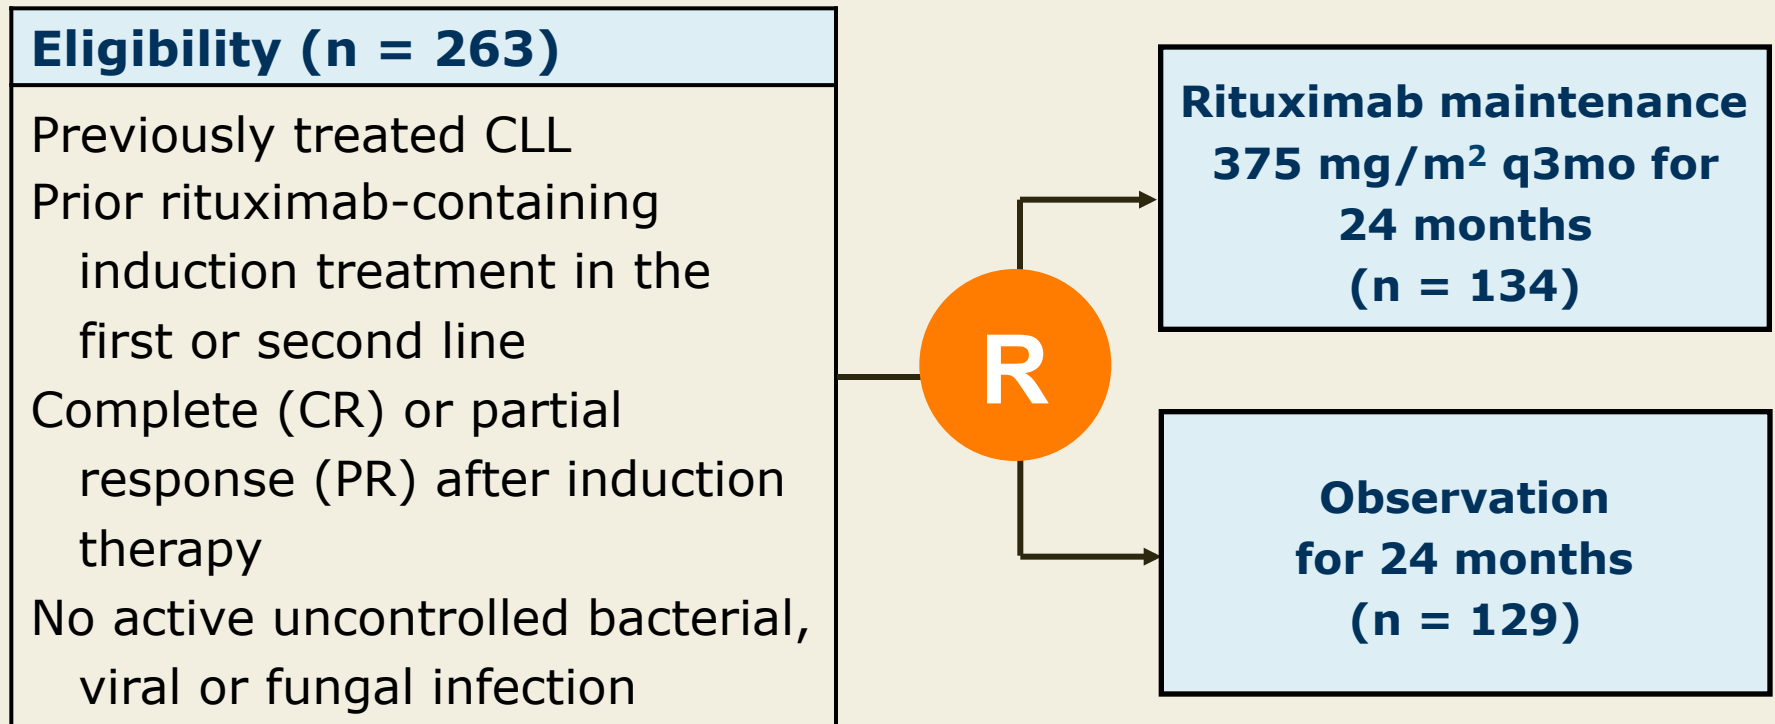 Eligibility (n = 263)
Previously treated CLL
Prior rituximab-containing
induction treatment in the
first or second line
Complete (CR) or partial
response (PR) after induction
therapy
No active uncontrolled bacterial,
viral or fungal infection
R
Rituximab maintenance
375 mg/m² q3mo for
24 months
(n = 134)
Observation
for 24 months
(n = 129)